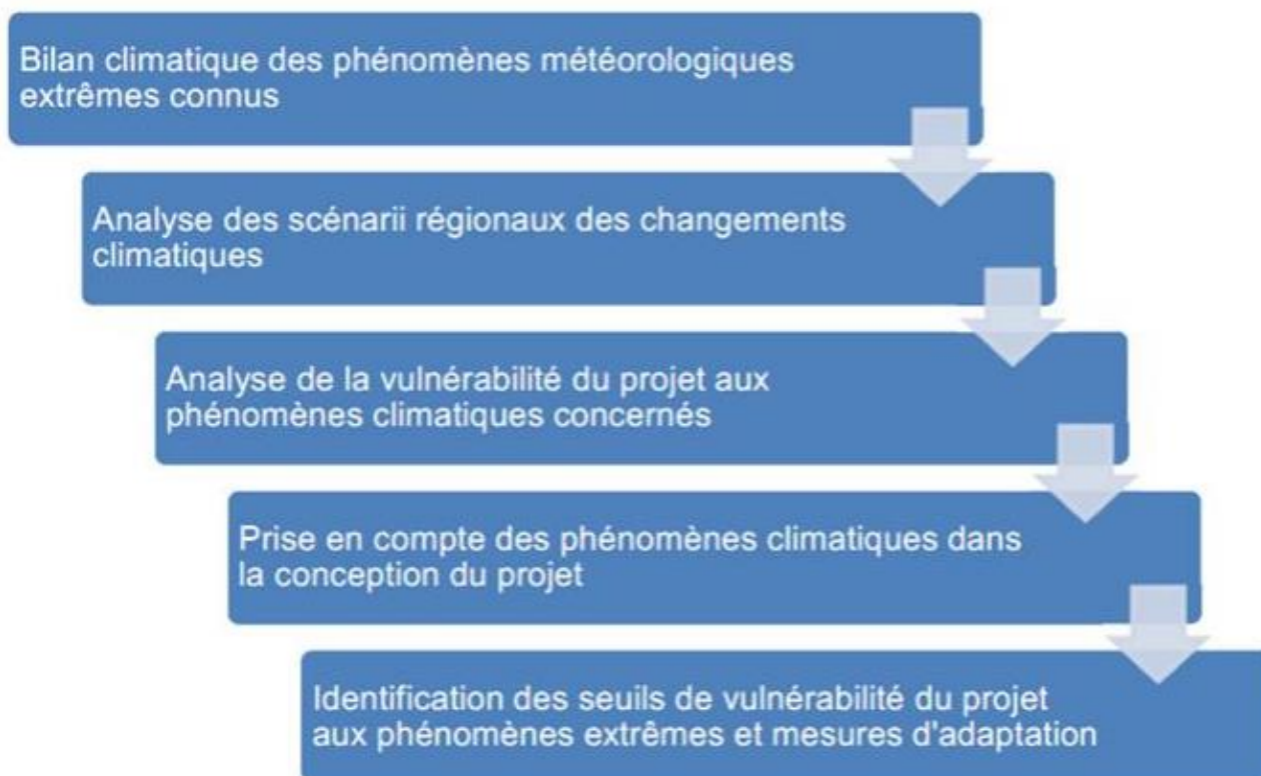 Bilan climatique des phénomènes météorologiques
extrêmes connus
Analyse des scénarii régionaux des changements
climatiques
Analyse de la vulnérabilité du projet aux
phénomènes climatiques concernés
Prise en compte des phénomènes climatiques dans
la conception du projet
Identification des seuils de vulnérabilité du projet
aux phénomènes extrêmes et mesures d'adaptation